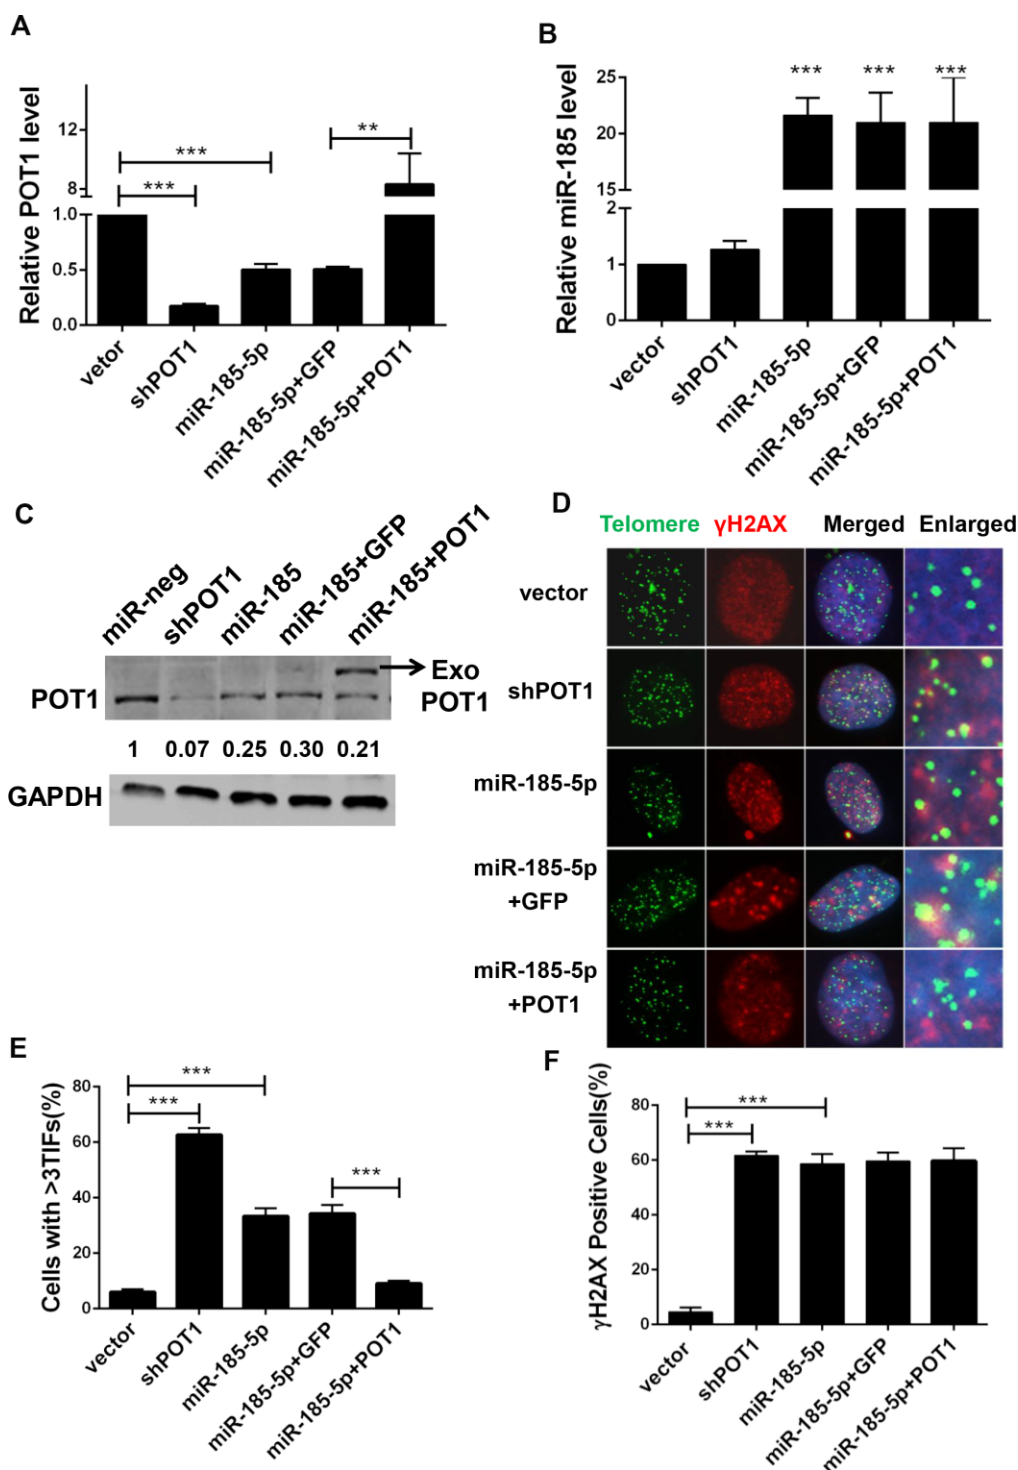 A
Relative POT1 level
12
8
1.0
0.5
0.0
***
***
**
vetor
shPOT1
miR-185-5p
miR-185-5p+GFP
miR-185-5p+POT1
B
Relative miR-185 level
25
20
15
2
1
0
***
***
***
vector
shPOT1
miR-185-5p
miR-185-5p+GFP
miR-185-5p+POT1
C
miR-neg
shPOT1
miR-185
miR-185+GFP
miR-185+POT1
POT1
Exo
POT1
1 0.07 0.25 0.30 0.21
GAPDH
D
Telomere γH2AX Merged Enlarged
vector
shPOT1
miR-185-5p
miR-185-5p
+GFP
miR-185-5p
+POT1
E
Cells with >3TIFs(%)
80
60
40
20
0
***
***
***
vector
shPOT1
miR-185-5p
miR-185-5p+GFP
miR-185-5p+POT1
F
γH2AX Positive Cells(%)
80
60
40
20
0
***
***
vector
shPOT1
miR-185-5p
miR-185-5p+GFP
miR-185-5p+POT1